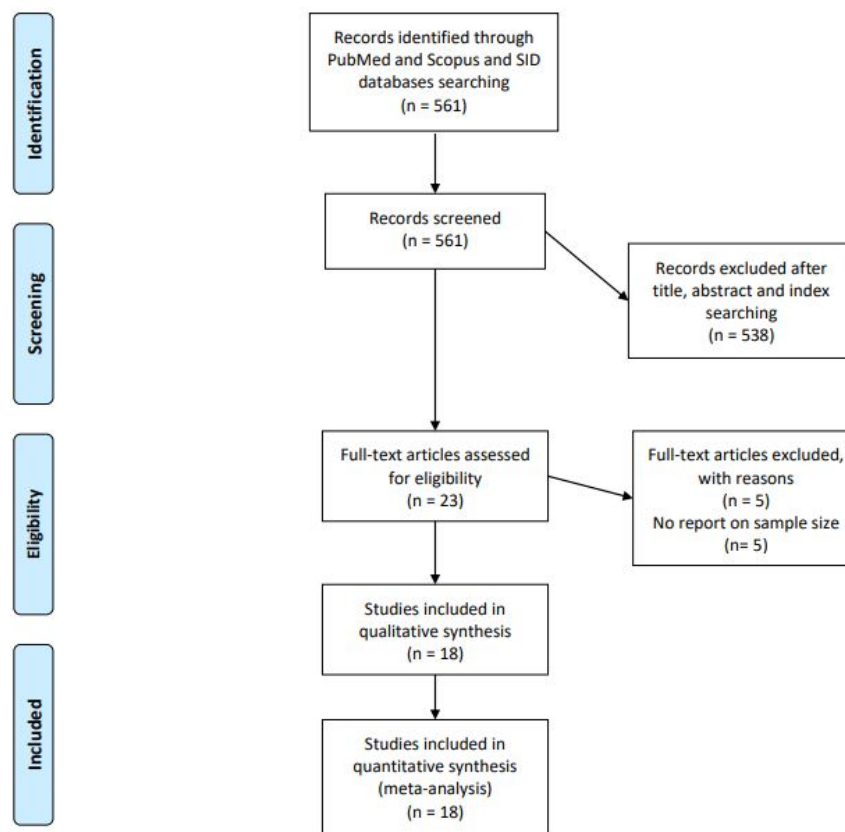 Identification
Records identified through
PubMed and Scopus and SID
databases searching
(n = 561)
Screening
Records screened
(n = 561)
Records excluded after
title, abstract and index
searching
(n = 538)
Eligibility
Full-text articles assessed
for eligibility
(n = 23)
Full-text articles excluded,
with reasons
(n = 5)
No report on sample size
(n= 5)
Studies included in
qualitative synthesis
(n = 18)
Included
Studies included in
quantitative synthesis
(meta-analysis)
(n = 18)